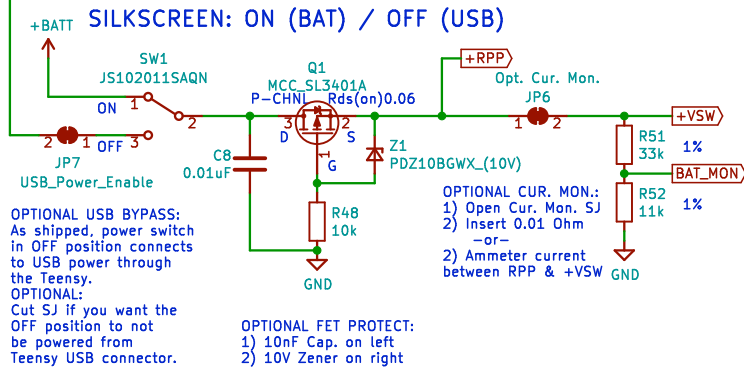 SILKSCREEN: ON (BAT) / OFF (USB)
+BATT
+RPP
SW1
JS102011SAQN
Q1
MCC_SL3401A
P-CHNL Rds(on)0.06
Opt. Cur. Mon.
JP6
ON
1
2
3
OFF
2
1
JP7
USB_Power_Enable
C8
0.01uF
3
2
D
S
1
G
Z1
PDZ10BGWX_(10V)
1
2
+VSW
R51
33k
1%
BAT_MON
R52
11k
1%
R48
10k
GND
GND
OPTIONAL CUR. MON.:
1) Open Cur. Mon. SJ
2) Insert 0.01 Ohm
—or—
2) Ammeter current
between RPP & +VSW
OPTIONAL USB BYPASS:
As shipped, power switch
in OFF position connects
to USB power through
the Teensy.
OPTIONAL:
Cut SJ if you want the
OFF position to not
be powered from
Teensy USB connector.
OPTIONAL FET PROTECT:
1) 10nF Cap. on left
2) 10V Zener on right